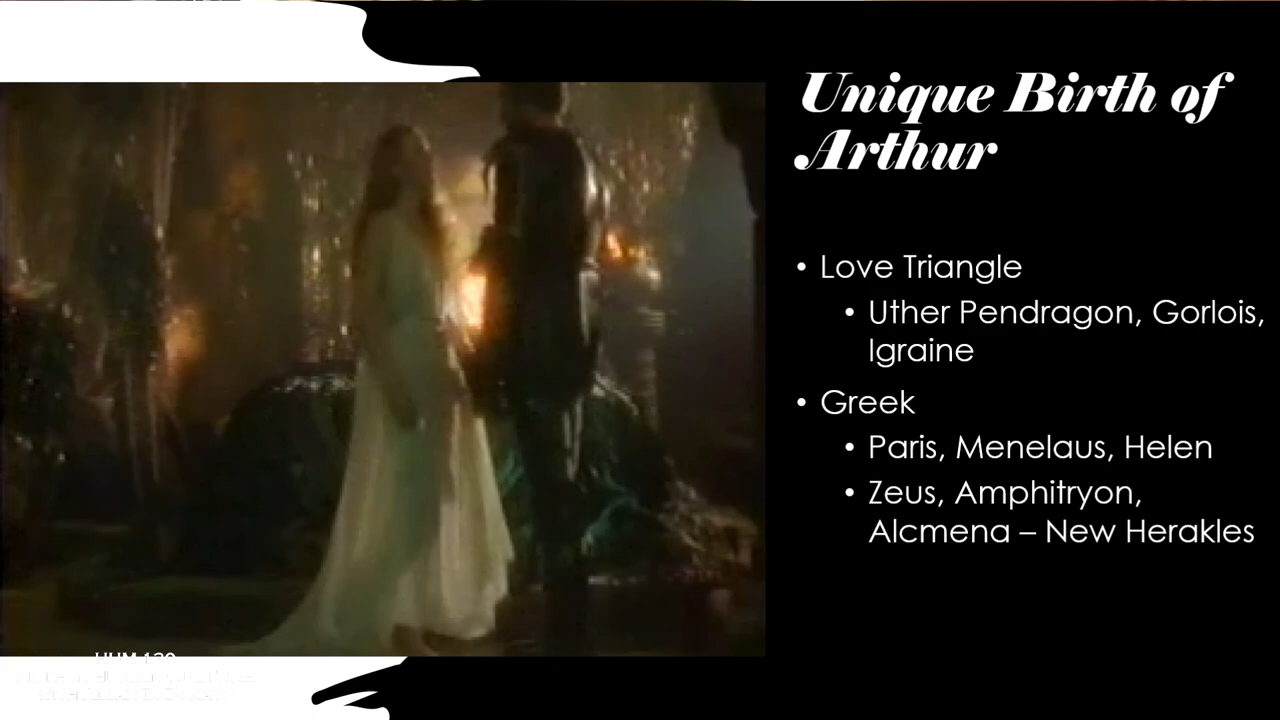 Unique Birth of
Arthur
• Love Triangle
• Uther Pendragon, Gorlois,
Igraine
• Greek
• Paris, Menelaus, Helen
• Zeus, Amphitryon,
Alcmena – New Herakles